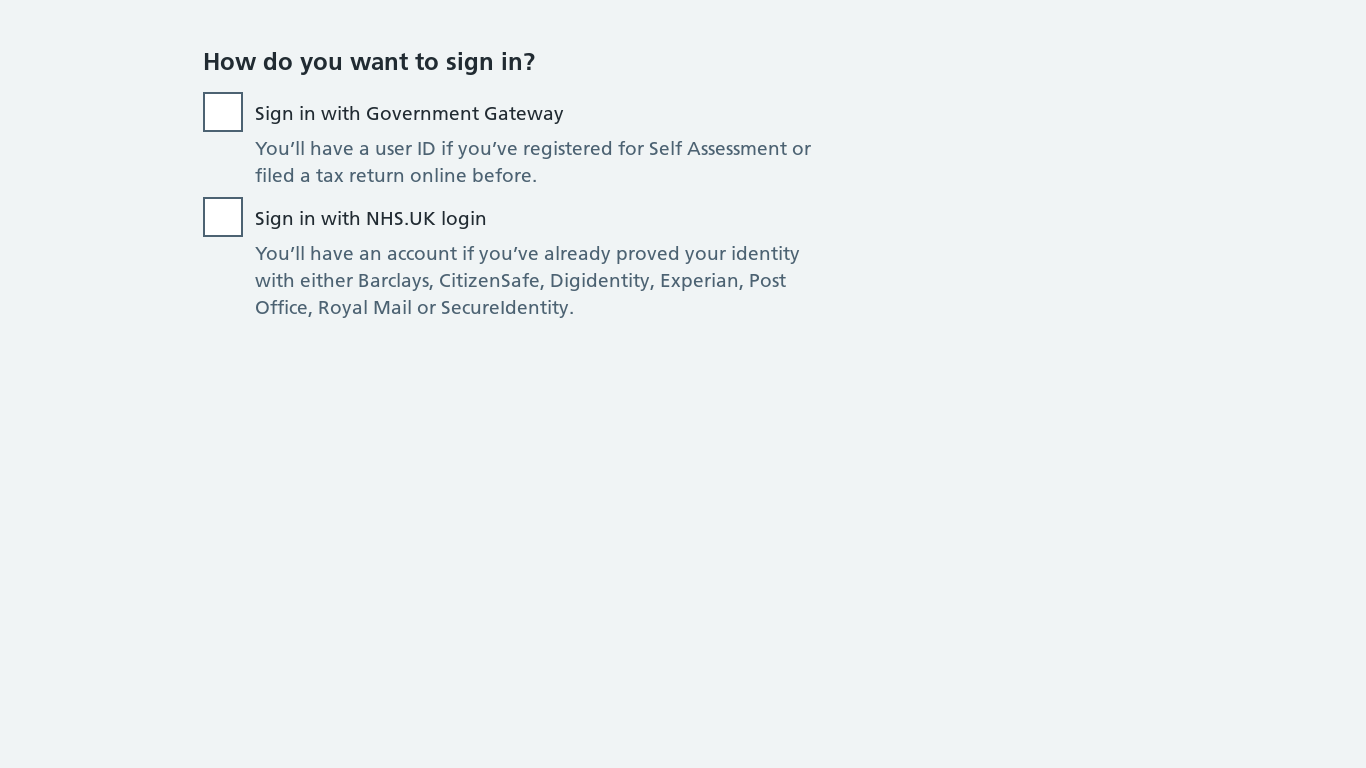 How do you want to sign in?
Sign in with Government Gateway
You’ll have a user ID if you’ve registered for Self Assessment or
filed a tax return online before.
Sign in with NHS.UK login
You’ll have an account if you’ve already proved your identity
with either Barclays, CitizenSafe, Digidentity, Experian, Post
Office, Royal Mail or SecureIdentity.